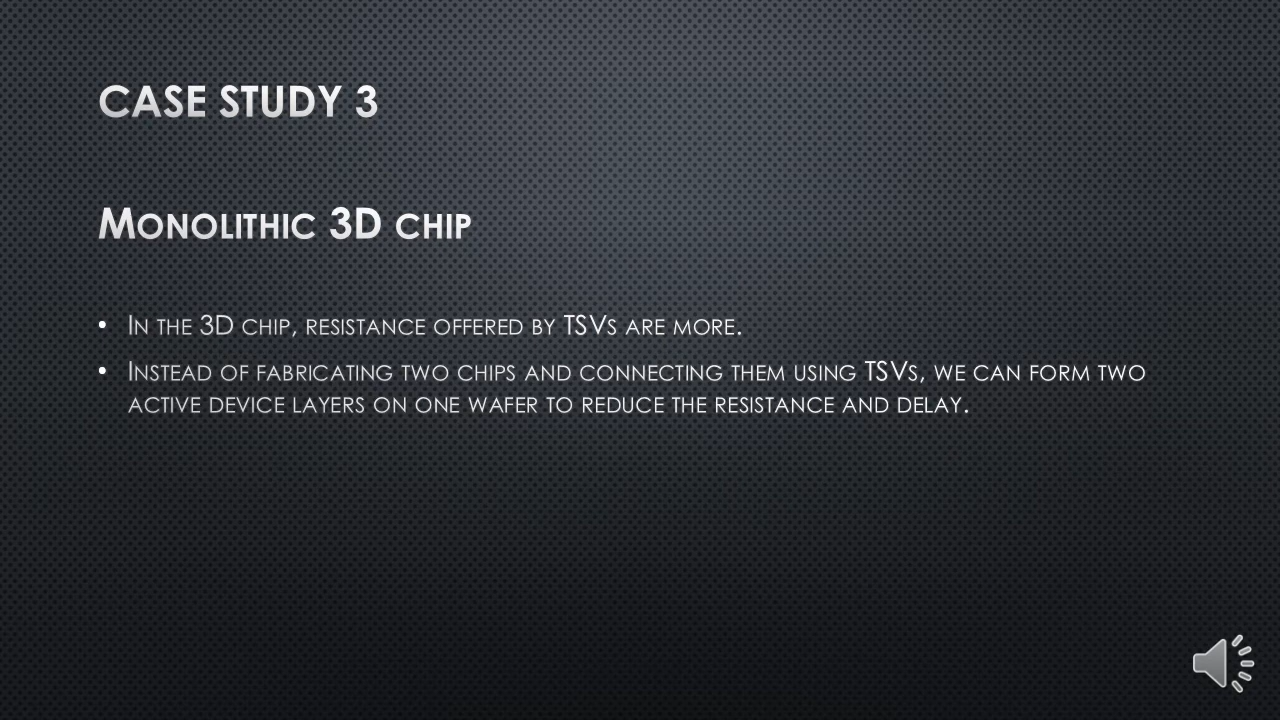 CASE STUDY 3
Monolithic 3D chip
• In the 3D chip, resistance offered by TSVs are more.
• Instead of fabricating two chips and connecting them using TSVs, we can form two
active device layers on one wafer to reduce the resistance and delay.